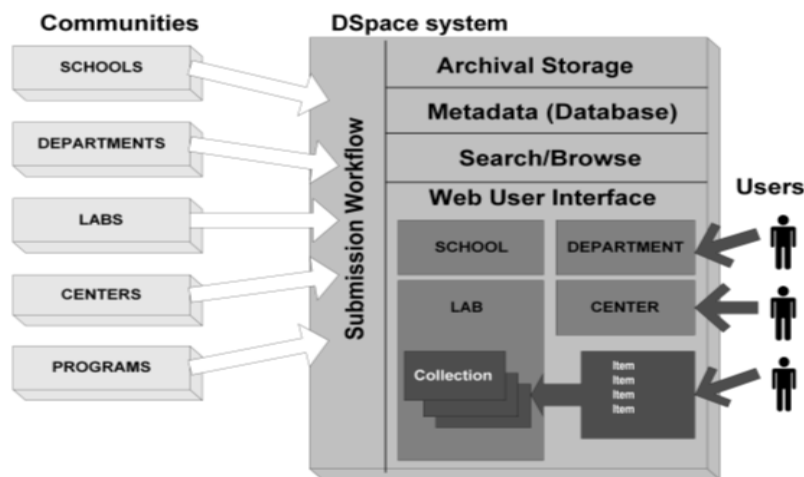 Communities
DSpace system
SCHOOLS
DEPARTMENTS
LABS
CENTERS
PROGRAMS
Submission Workflow
Archival Storage
Metadata (Database)
Search/Browse
Web User Interface
SCHOOL
DEPARTMENT
LAB
CENTER
Collection
Item
Item
Item
Item
Users